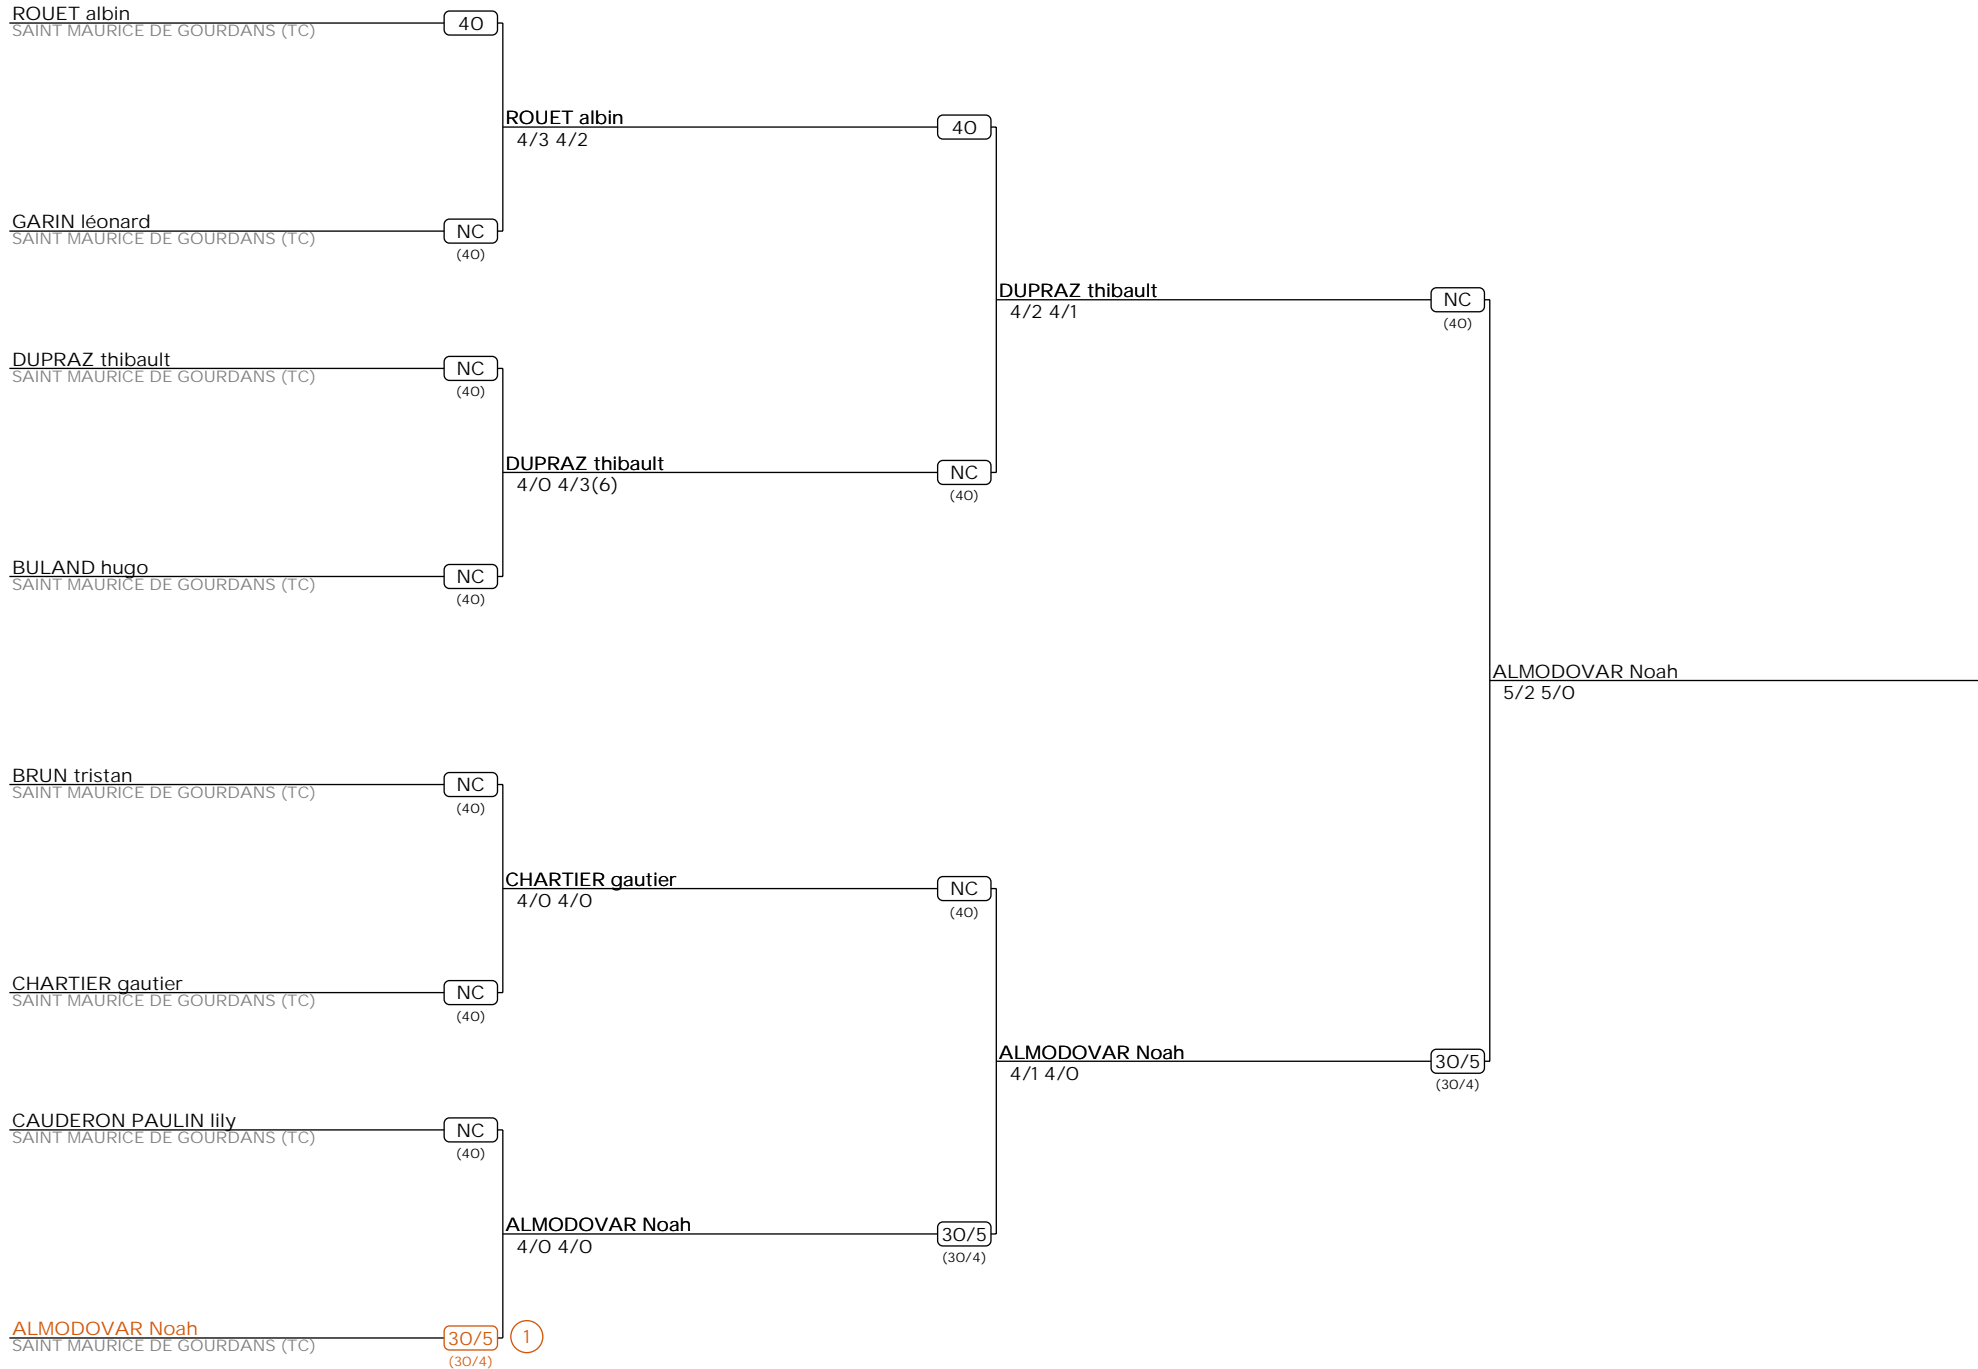 ROUET albin
SAINT MAURICE DE GOURDANS (TC)
40
ROUET albin
4/3 4/2
40
GARIN léonard
SAINT MAURICE DE GOURDANS (TC)
NC
(40)
DUPRAZ thibault
4/2 4/1
NC
(40)
DUPRAZ thibault
SAINT MAURICE DE GOURDANS (TC)
NC
(40)
DUPRAZ thibault
4/0 4/3(6)
NC
(40)
BULAND hugo
SAINT MAURICE DE GOURDANS (TC)
NC
(40)
ALMODOVAR Noah
5/2 5/0
BRUN tristan
SAINT MAURICE DE GOURDANS (TC)
NC
(40)
CHARTIER gautier
4/0 4/0
NC
(40)
CHARTIER gautier
SAINT MAURICE DE GOURDANS (TC)
NC
(40)
ALMODOVAR Noah
4/1 4/0
30/5
(30/4)
CAUDERON PAULIN lily
SAINT MAURICE DE GOURDANS (TC)
NC
(40)
ALMODOVAR Noah
4/0 4/0
30/5
(30/4)
ALMODOVAR Noah
SAINT MAURICE DE GOURDANS (TC)
30/5
(30/4)
1